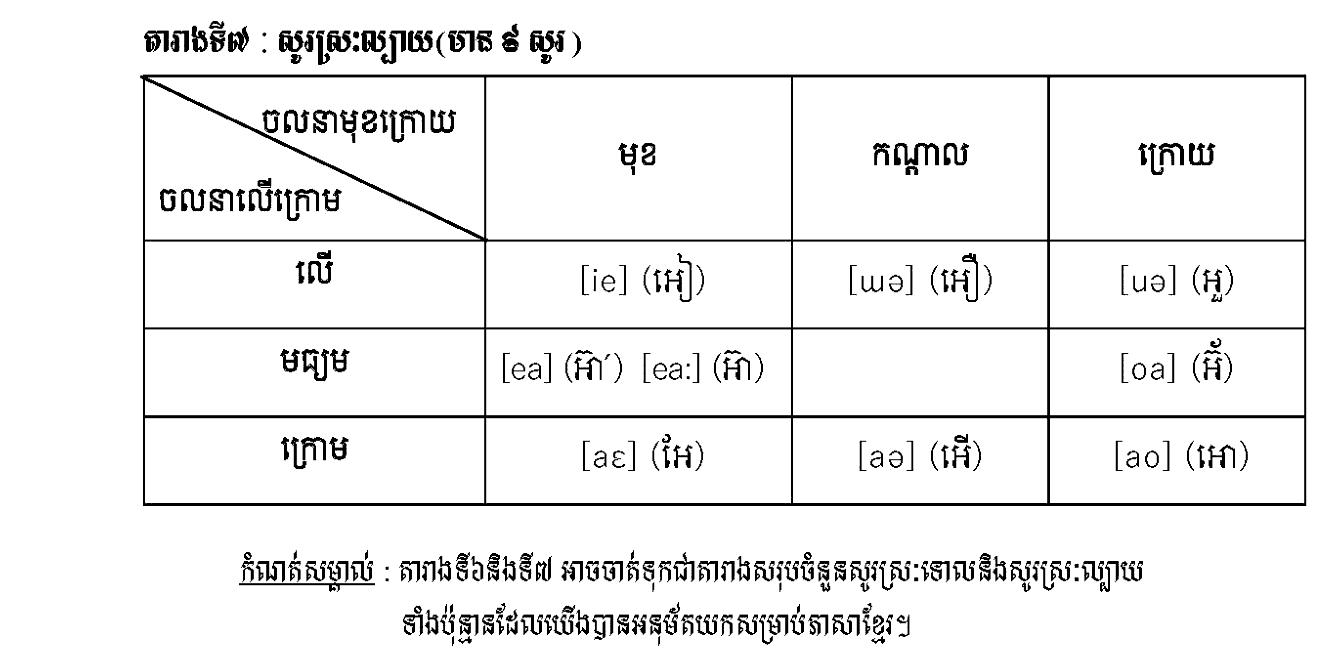 តារាងទី៧ : សូរស្រៈល្បាយ(មាន ៩ សូរ )
ចលនាមុខក្រោយ
ចលនាលើក្រោម
មុខ កណ្ដាល ក្រោយ
លើ [ie] (អៀ) [ɯə] (អឿ) [uə] (អួ)
មធ្យម [ea] (អ៊ា់) [ea:] (អ៊ា) [oa] (អ៊័)
ក្រោម [aɛ] (អែ) [aə] (អើ) [ao] (អោ)
កំណត់សម្គាល់ : តារាងទី៦និងទី៧ អាចចាត់ទុកជាតារាងសរុបចំនួនសូរស្រៈទោលនិងសូរស្រៈល្បាយ
ទាំងប៉ុន្មានដែលយើងបានអនុម័តយកសម្រាប់ភាសាខ្មែរ។